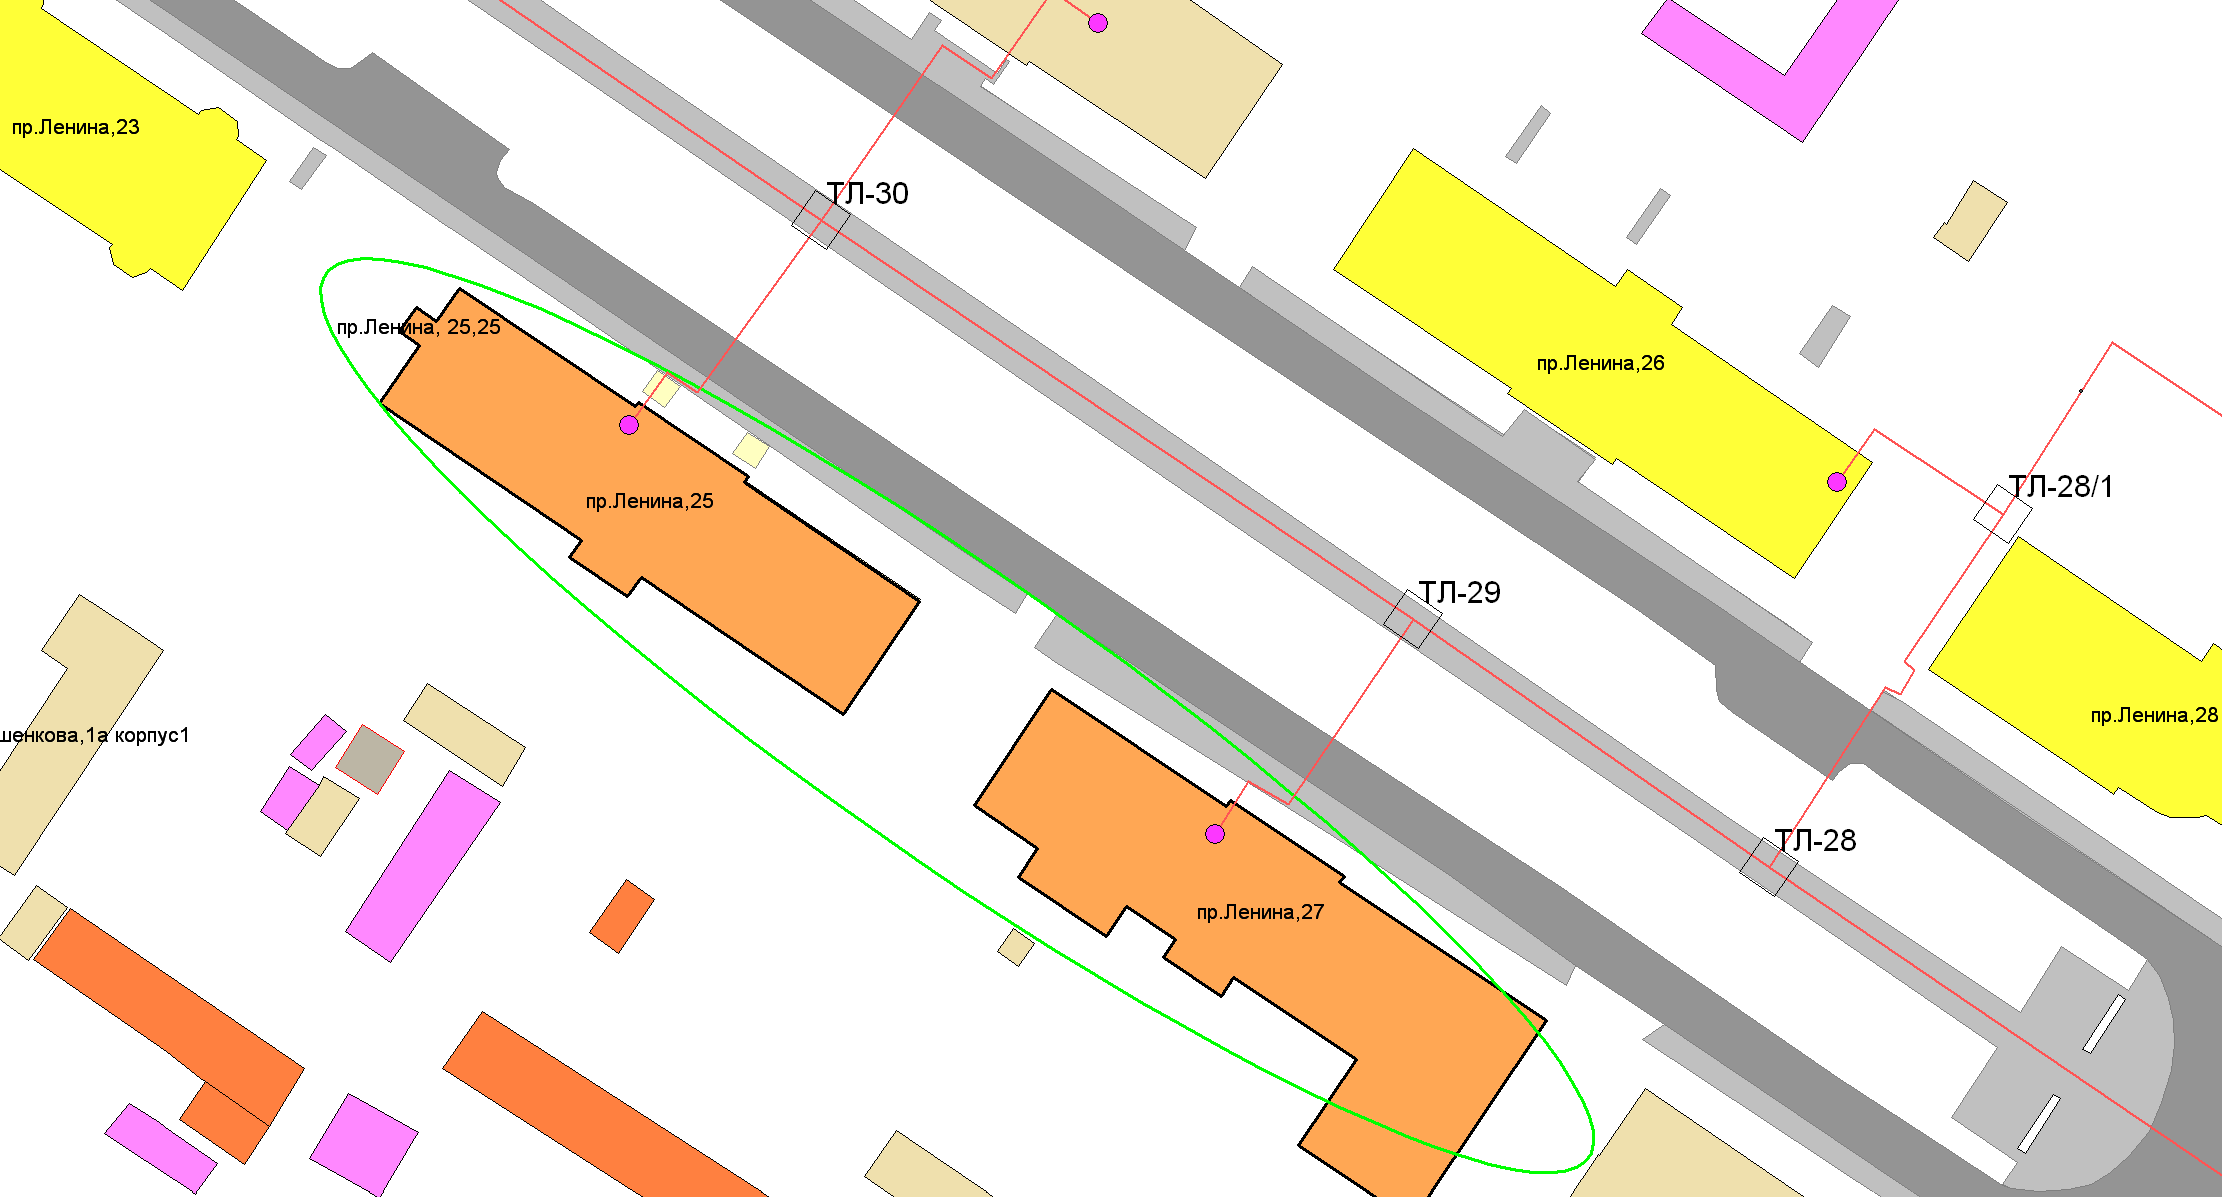 пр.Ленина,23
ТЛ-30
пр.Ленина, 25,25
пр.Ленина,26
ТЛ-28/1
пр.Ленина,25
ТЛ-29
пр.Ленина,28
шенкова,1а корпус1
ТЛ-28
пр.Ленина,27